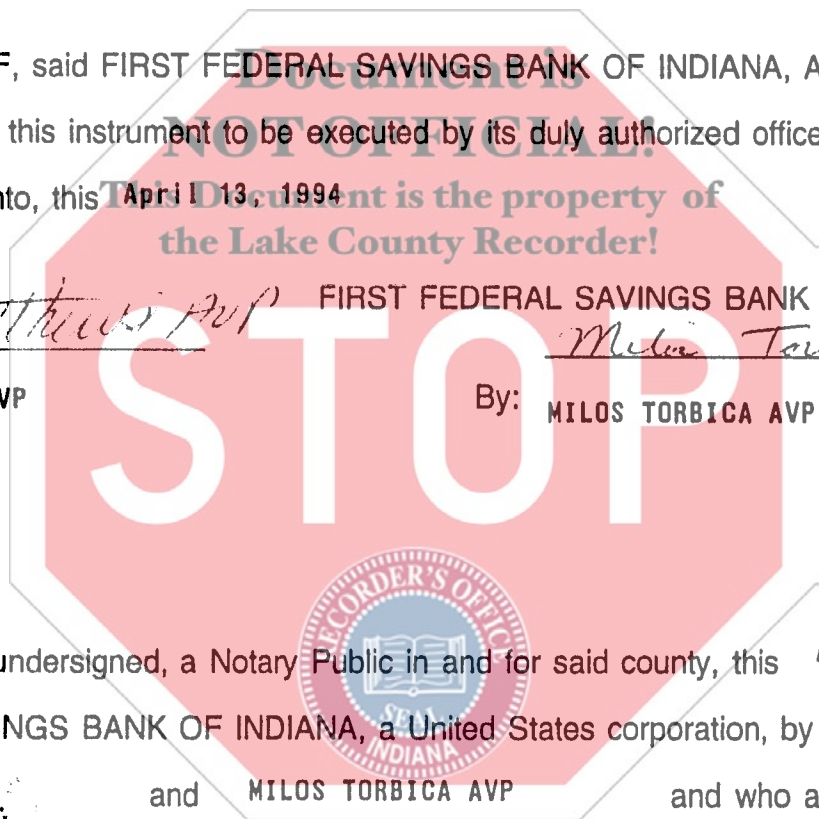 F, said FIRST FEDERAL SAVINGS BANK OF INDIANA, A
Document is
this instrument to be executed by its duly authorized office
NOT OFFICIAL!
nto, this April 13, 1994
This Document is the property of
the Lake County Recorder!
AVP FIRST FEDERAL SAVINGS BANK
Milos
STOP
VP By: MILOS TORBICA AVP
RECORDER'S OFFICE
undersigned, a Notary Public in and for said county, this
SEAL
NGS BANK OF INDIANA, a United States corporation, by
INDIANA
and MILOS TORBICA AVP and who a